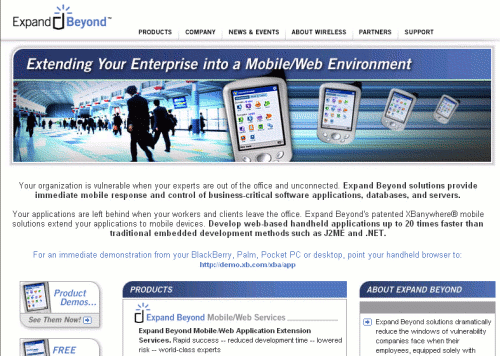 Expand Beyond™
PRODUCTS COMPANY NEWS & EVENTS ABOUT WIRELESS PARTNERS SUPPORT
Extending Your Enterprise into a Mobile/Web Environment
Your organization is vulnerable when your experts are out of the office and unconnected. Expand Beyond solutions provide
immediate mobile response and control of business-critical software applications, databases, and servers.
Your applications are left behind when your workers and clients leave the office. Expand Beyond's patented XBanywhere® mobile
solutions extend your applications to mobile devices. Develop web-based handheld applications up to 20 times faster than
traditional embedded development methods such as J2ME and .NET.
For an immediate demonstration from your BlackBerry, Palm, Pocket PC or desktop, point your handheld browser to:
http://demo.xb.com/xba/app
Product
Demos...
See Them Now!
FREE
PRODUCTS
Expand Beyond Mobile/Web Services
Expand Beyond Mobile/Web Application Extension
Services. Rapid success -- reduced development time -- lowered
risk -- world-class experts
ABOUT EXPAND BEYOND
Expand Beyond solutions dramatically
reduce the windows of vulnerability
companies face when their
employees, equipped solely with